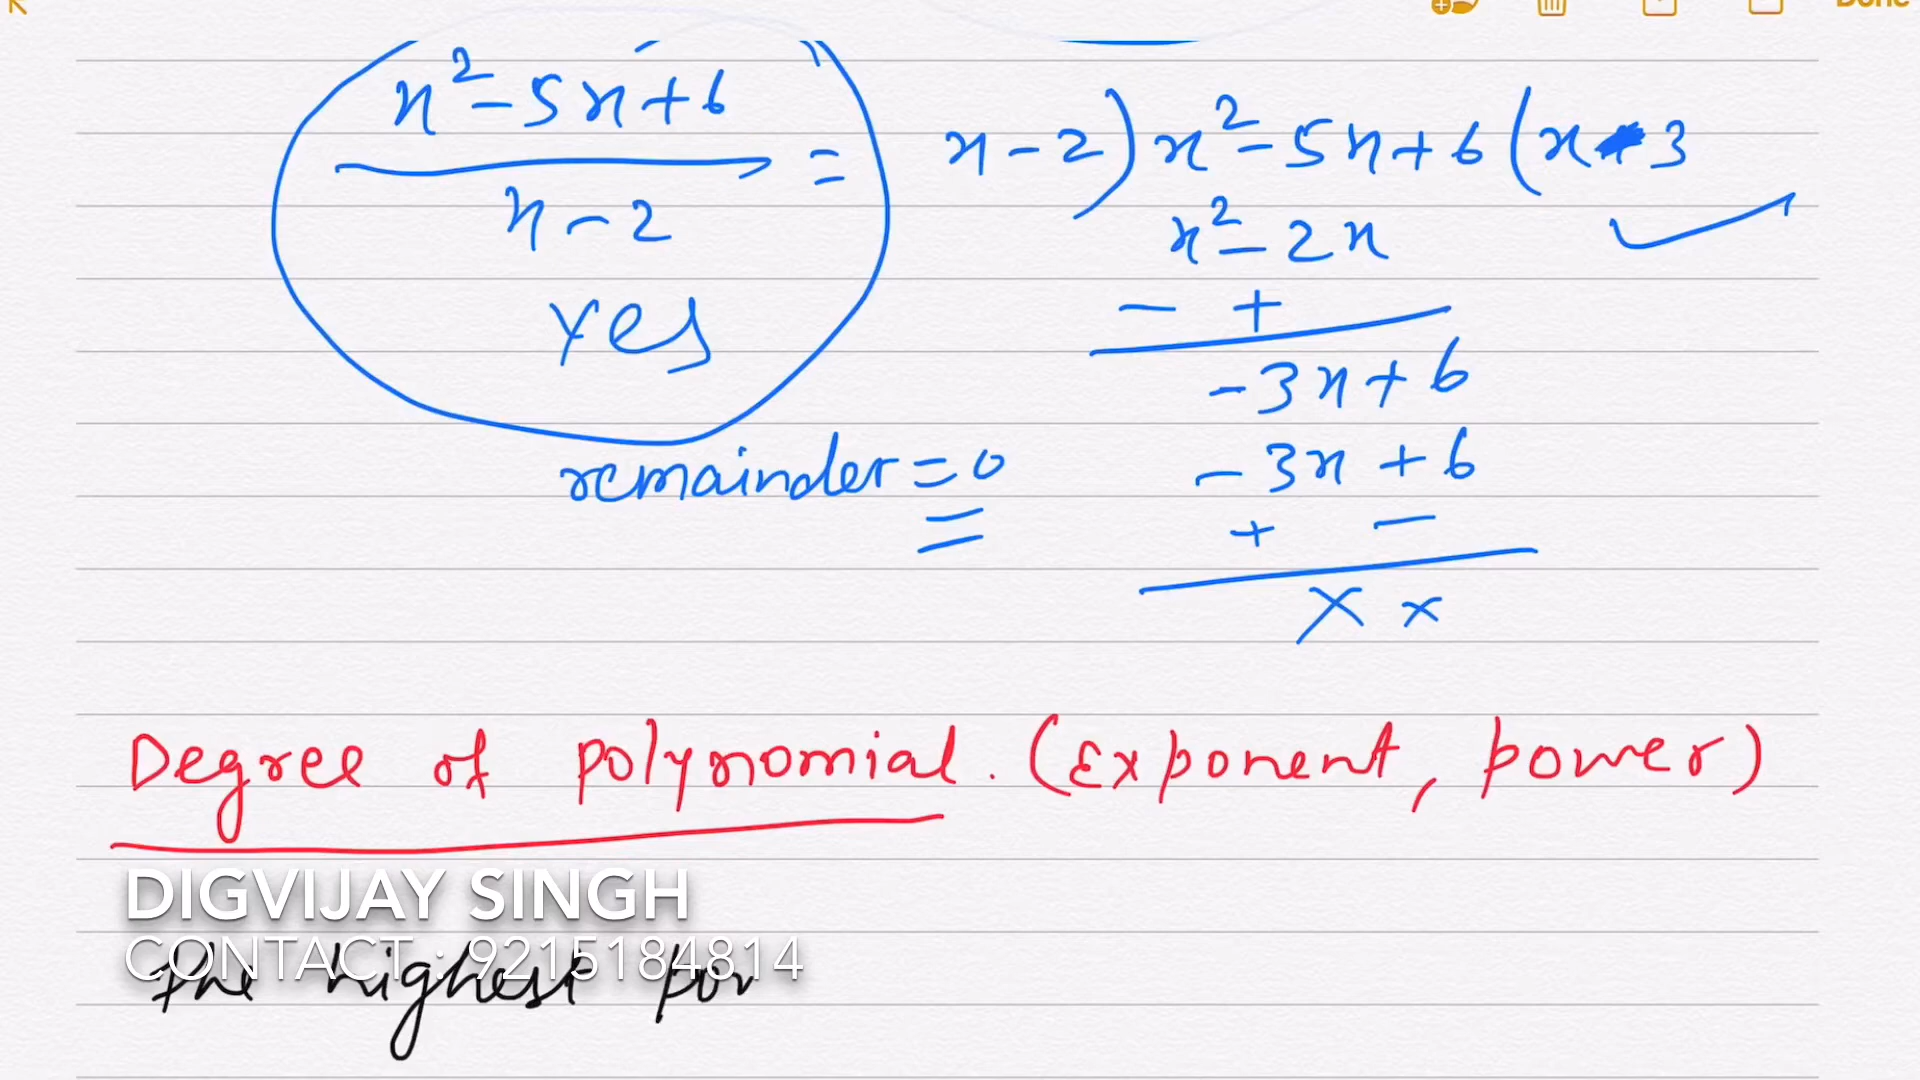 x² - 5x + 6
x - 2
=
yes
remainder = 0
x - 2 ) x² - 5x + 6 ( x - 3
x² - 2x
- +
-3x + 6
-3x + 6
+ -
× ×
Degree of polynomial. (Exponent, power)
DIGVIJAY SINGH
CONTACT : 9215184814
The highest pow